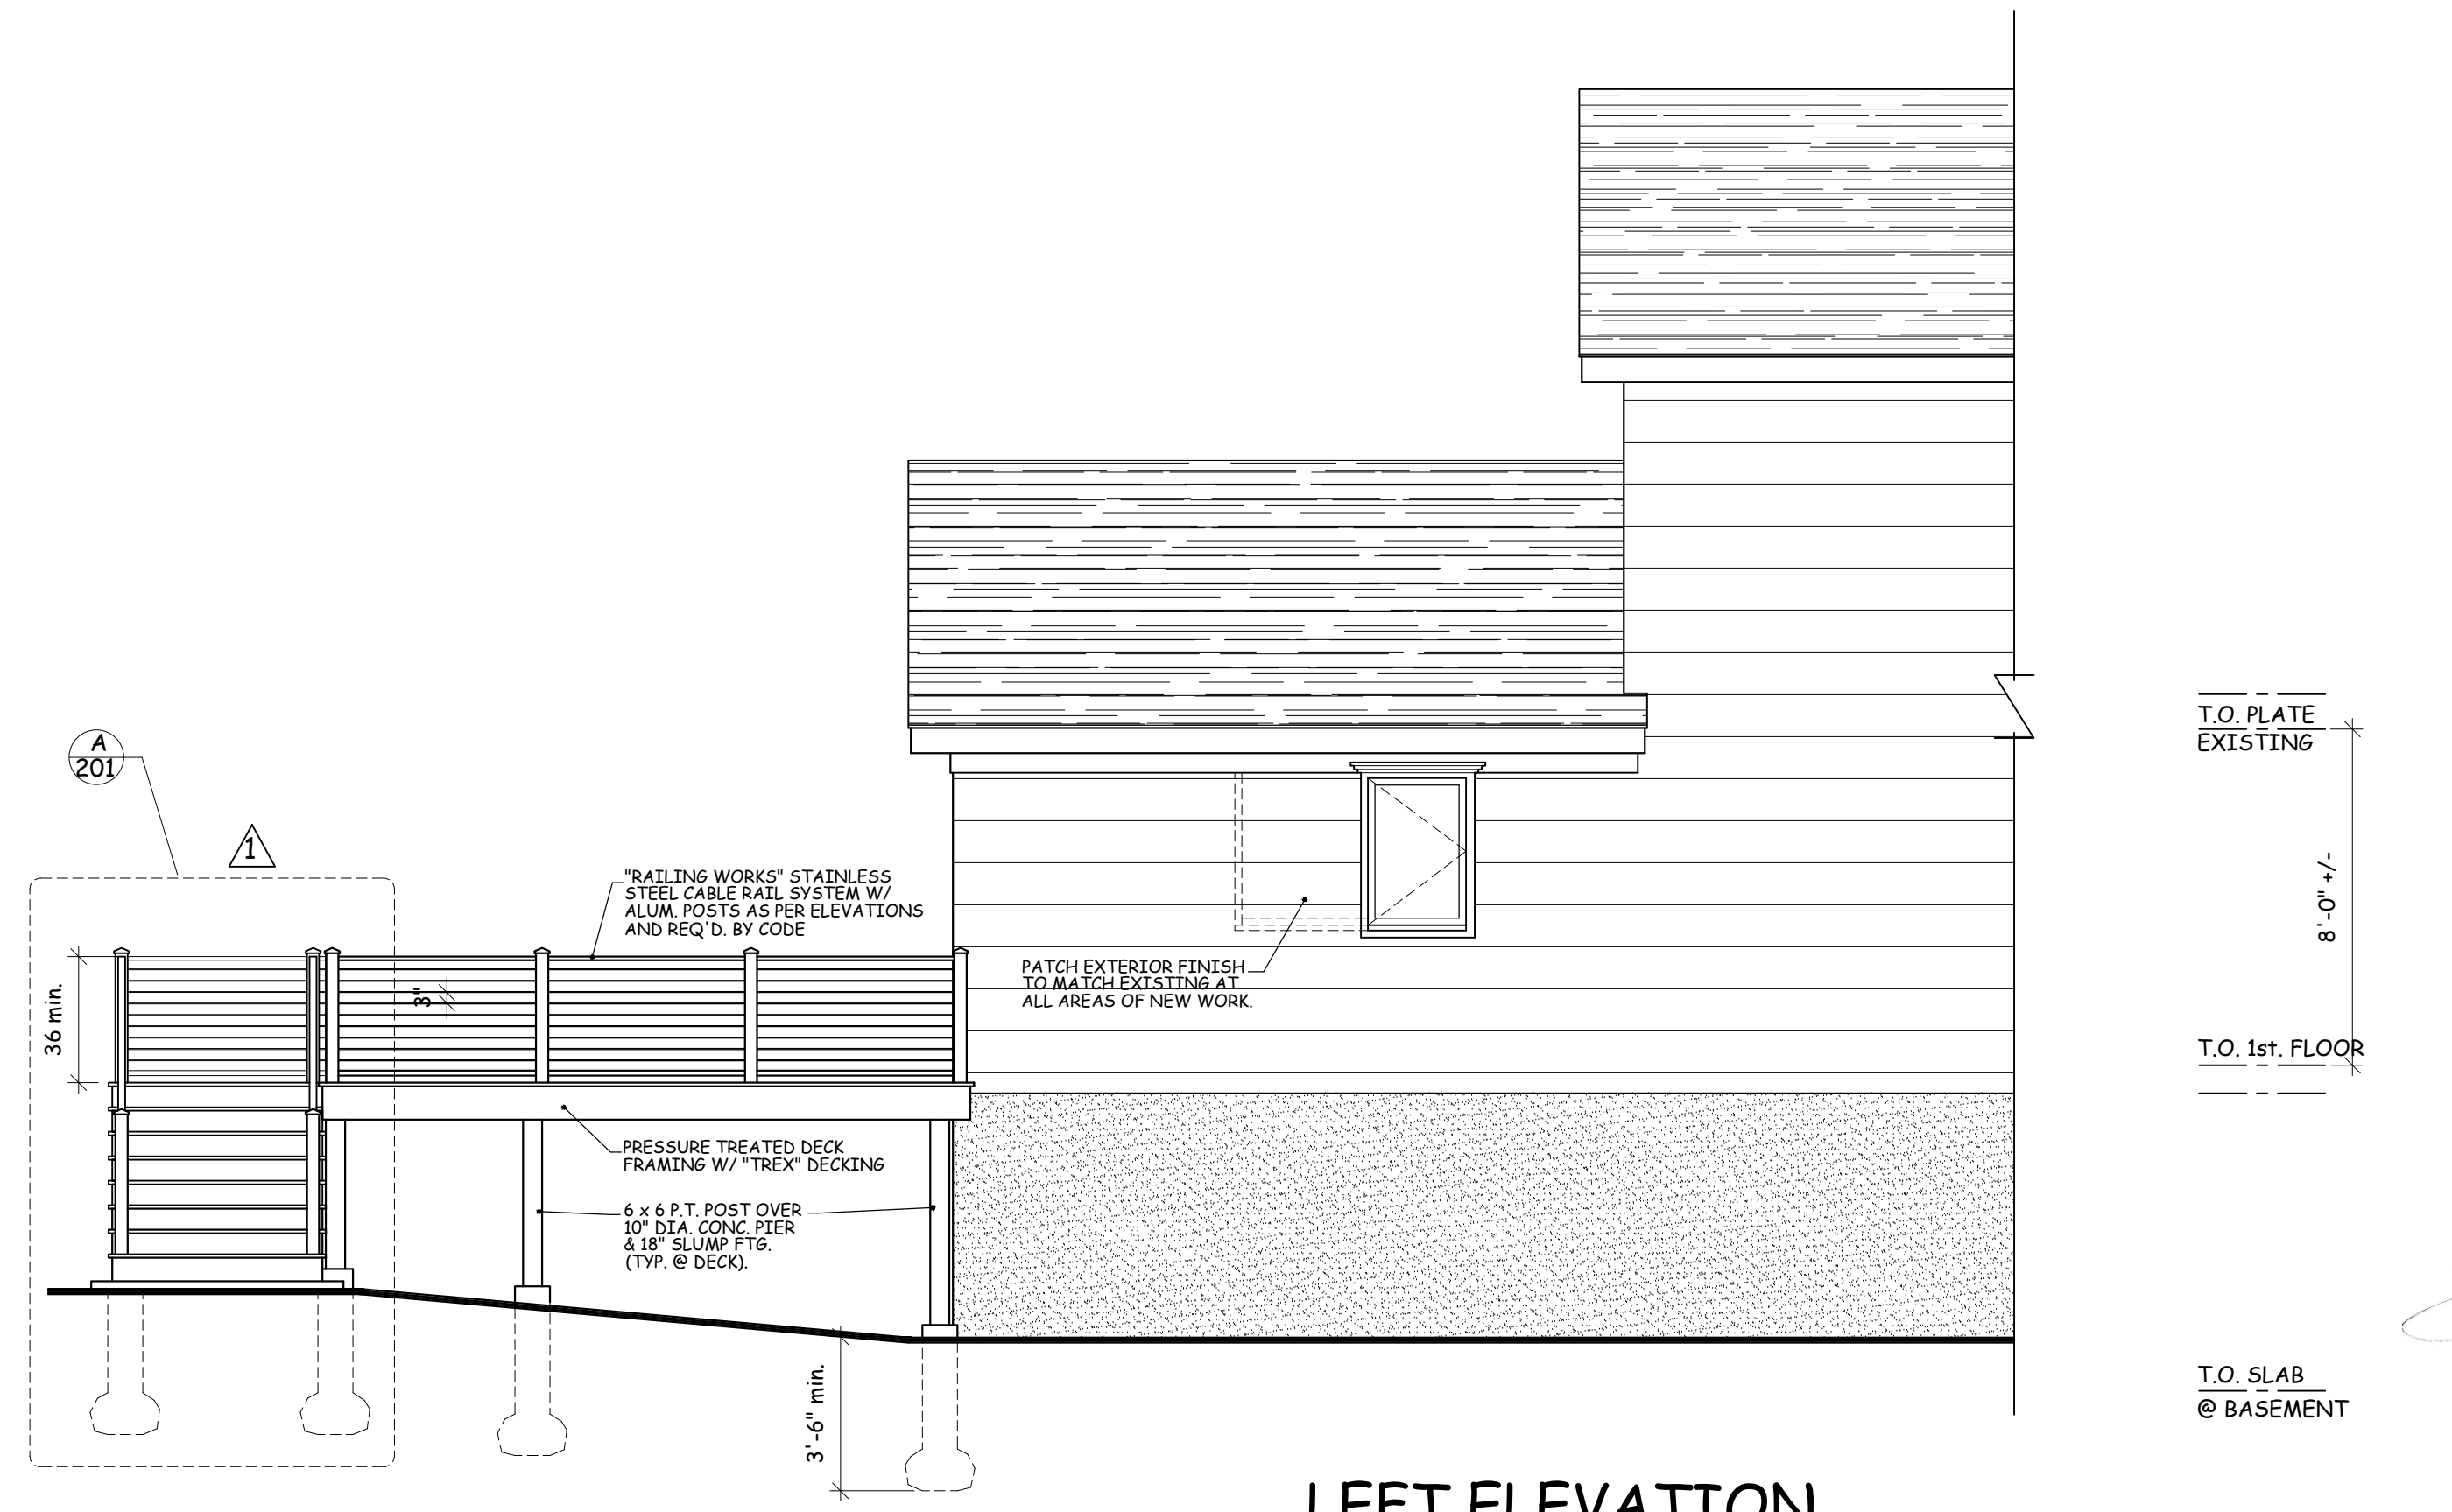 T.O. PLATE
EXISTING
A
201
1
8'-0" +/-
"RAILING WORKS" STAINLESS
STEEL CABLE RAIL SYSTEM W/
ALUM. POSTS AS PER ELEVATIONS
AND REQ'D. BY CODE
36 min.
3"
PATCH EXTERIOR FINISH
TO MATCH EXISTING AT
ALL AREAS OF NEW WORK.
T.O. 1st. FLOOR
PRESSURE TREATED DECK
FRAMING W/ "TREX" DECKING
6 x 6 P.T. POST OVER
10" DIA. CONC. PIER
& 18" SLUMP FTG.
(TYP. @ DECK).
3'-6" min.
T.O. SLAB
@ BASEMENT
LEFT ELEVATION